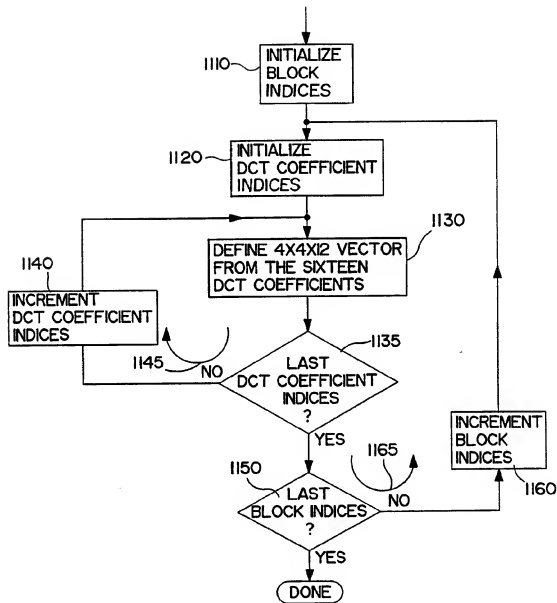 1110
INITIALIZE
BLOCK
INDICES
1120
INITIALIZE
DCT COEFFICIENT
INDICES
1130
DEFINE 4X4X12 VECTOR
FROM THE SIXTEEN
DCT COEFFICIENTS
1140
INCREMENT
DCT COEFFICIENT
INDICES
1145
NO
1135
LAST
DCT COEFFICIENT
INDICES
?
YES
1150
LAST
BLOCK INDICES
?
1165
NO
INCREMENT
BLOCK
INDICES
1160
YES
DONE